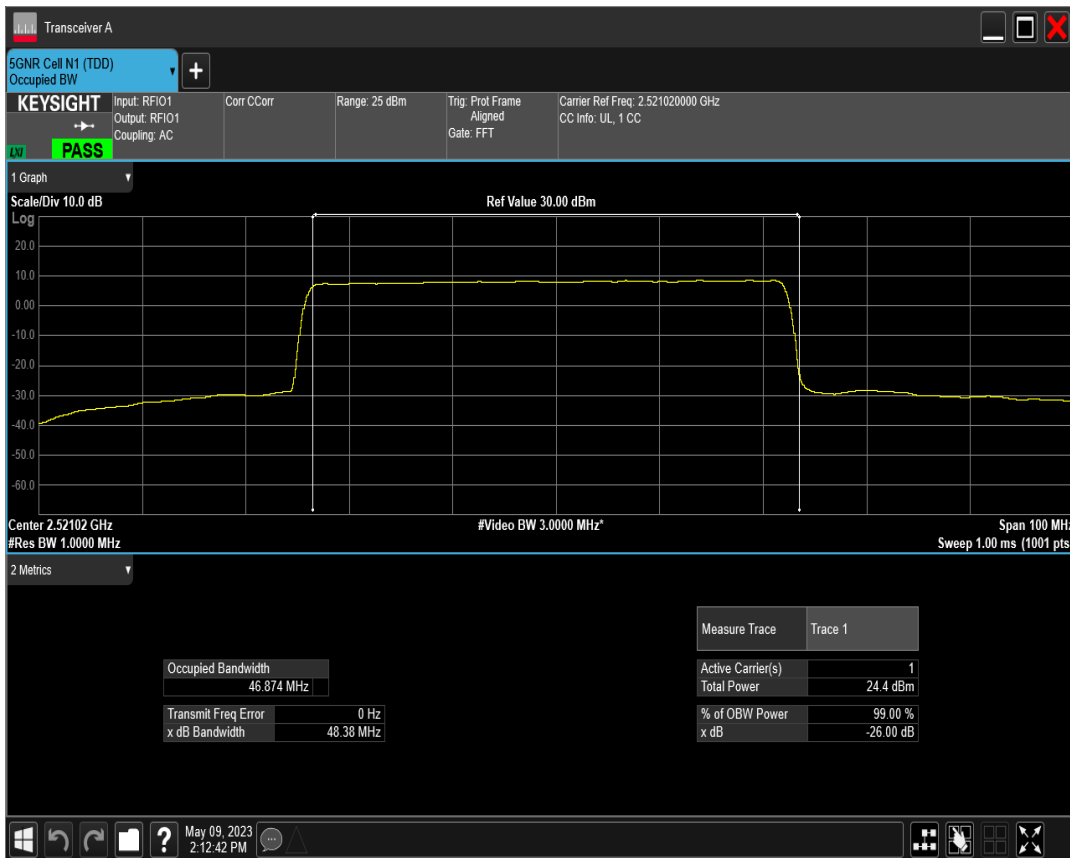 Transceiver A
5GNR Cell N1 (TDD)
Occupied BW
+
KEYSIGHT
LXI
PASS
Input: RFIO1
Output: RFIO1
Coupling: AC
Corr CCorr
Range: 25 dBm
Trig: Prot Frame
Aligned
Gate: FFT
Carrier Ref Freq: 2.521020000 GHz
CC Info: UL, 1 CC
1 Graph
Scale/Div 10.0 dB
Ref Value 30.00 dBm
Log
20.0
10.0
0.00
-10.0
-20.0
-30.0
-40.0
-50.0
-60.0
Center 2.52102 GHz
#Video BW 3.0000 MHz*
Span 100 MHz
#Res BW 1.0000 MHz
Sweep 1.00 ms (1001 pts
2 Metrics
Measure Trace Trace 1
Occupied Bandwidth
46.874 MHz
Active Carrier(s) 1
Total Power 24.4 dBm
Transmit Freq Error 0 Hz
x dB Bandwidth 48.38 MHz
% of OBW Power 99.00 %
x dB -26.00 dB
?
May 09, 2023
2:12:42 PM